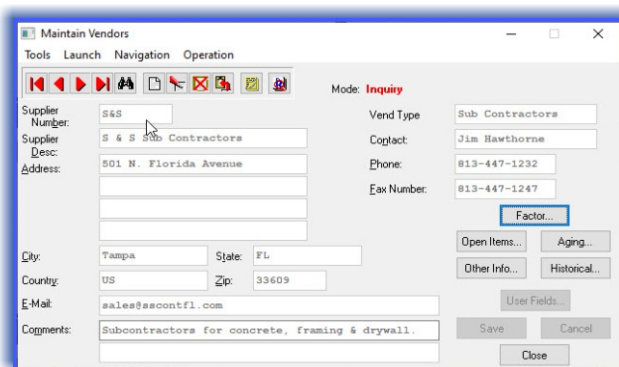 Maintain Vendors
Tools Launch Navigation Operation
Mode: Inquiry
Supplier Number: S&S
Vend Type Sub Contractors
Supplier Desc: S & S Sub Contractors
Contact: Jim Hawthorne
Address: 501 N. Florida Avenue
Phone: 813-447-1232
Fax Number: 813-447-1247
Factor...
Open Items... Aging...
City: Tampa State: FL
Other Info... Historical...
Country: US Zip: 33609
User Fields...
E-Mail: sales@sscontfl.com
Comments: Subcontractors for concrete, framing & drywall.
Save Cancel
Close